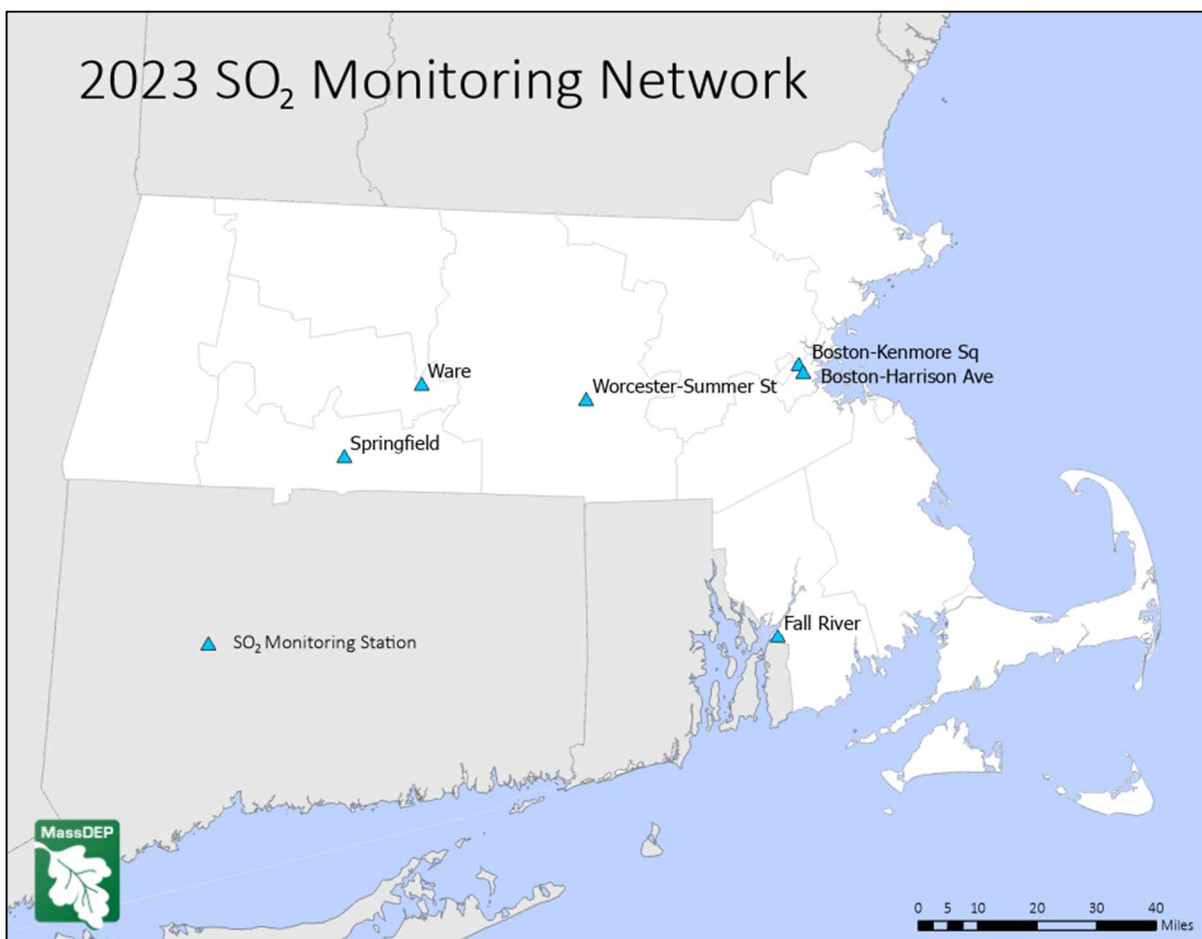 2023 SO₂ Monitoring Network
Boston-Kenmore Sq
Boston-Harrison Ave
Ware
Worcester-Summer St
Springfield
Fall River
SO₂ Monitoring Station
MassDEP
0 5 10 20 30 40
Miles